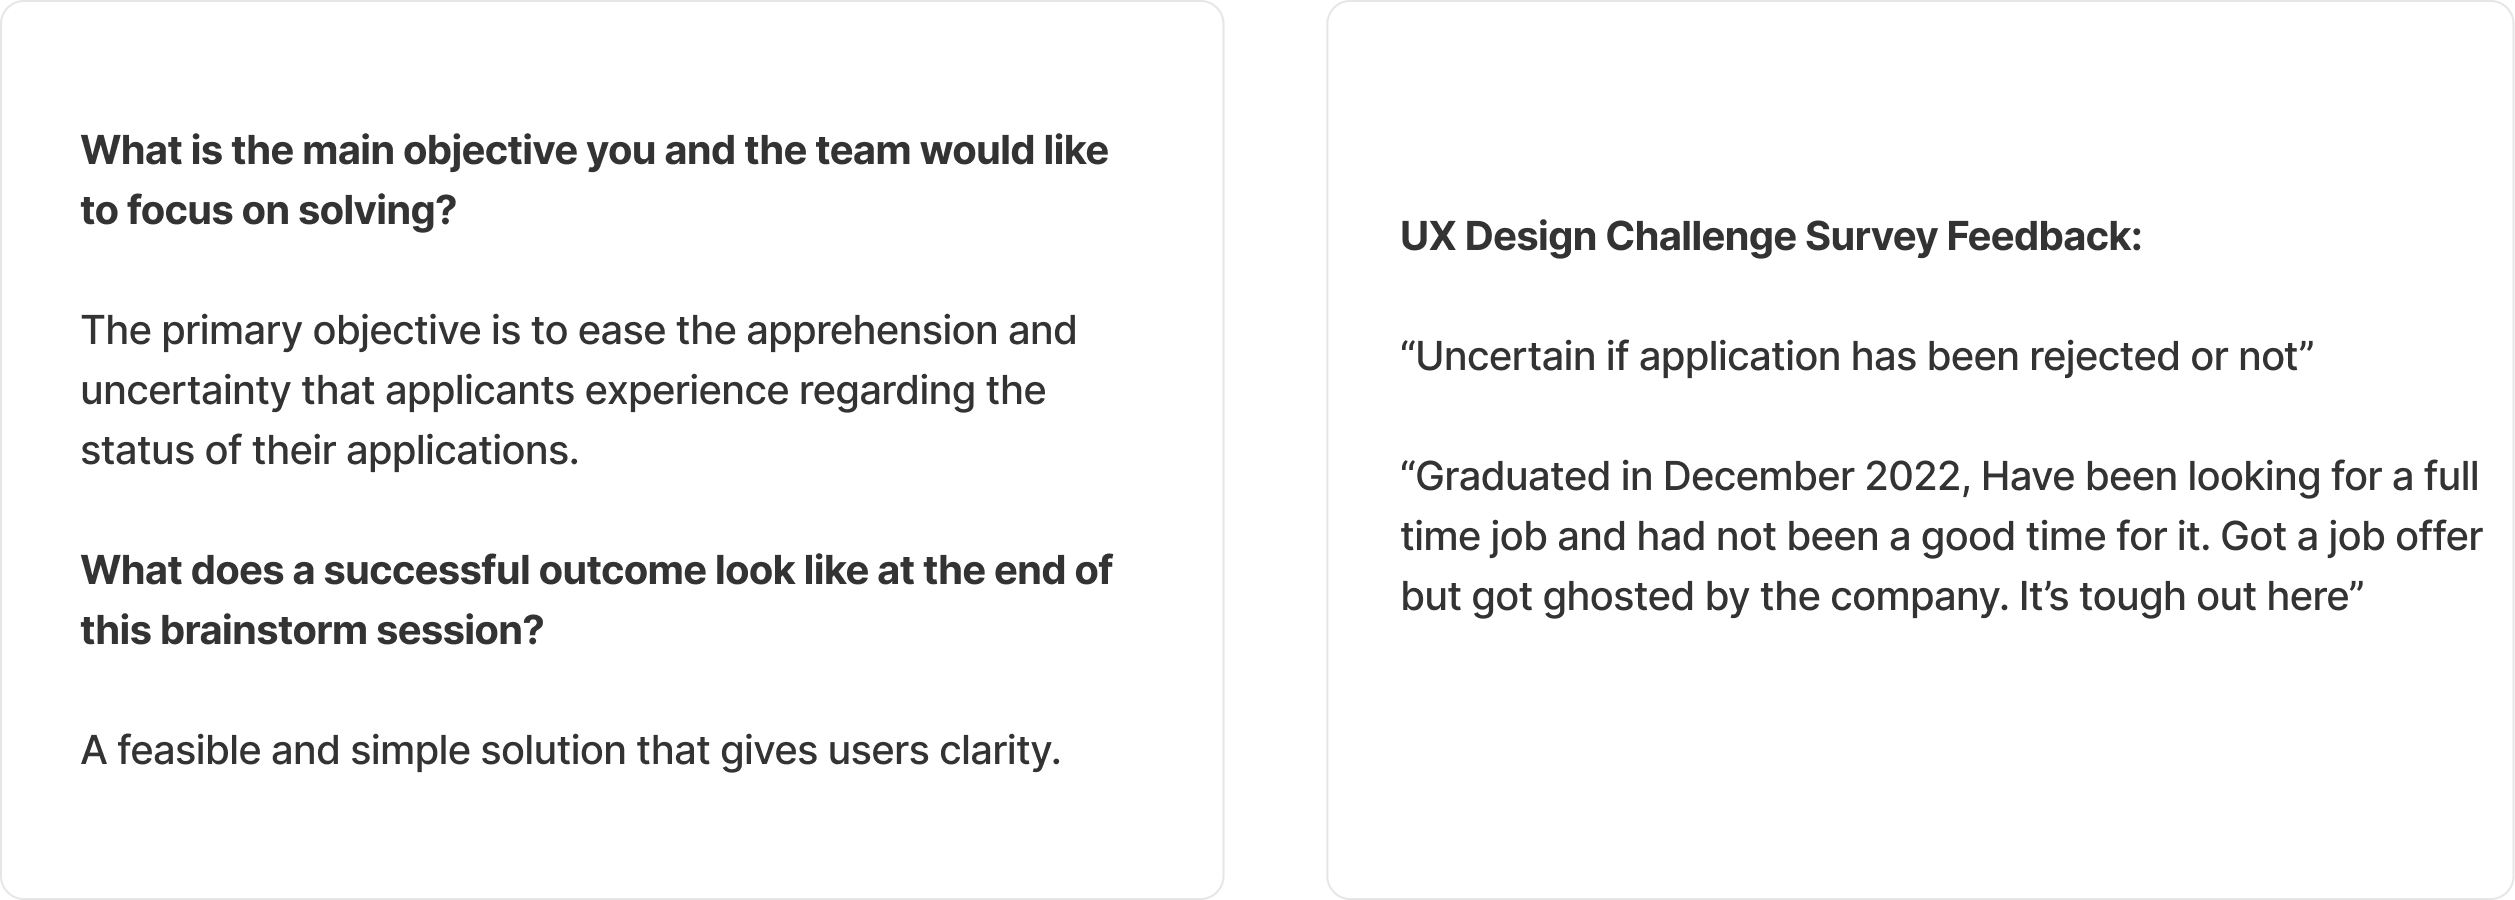 What is the main objective you and the team would like
to focus on solving?
The primary objective is to ease the apprehension and
uncertainty that applicants experience regarding the
status of their applications.
What does a successful outcome look like at the end of
this brainstorm session?
A feasible and simple solution that gives users clarity.
UX Design Challenge Survey Feedback:
“Uncertain if application has been rejected or not”
“Graduated in December 2022, Have been looking for a full
time job and had not been a good time for it. Got a job offer
but got ghosted by the company. It’s tough out here”